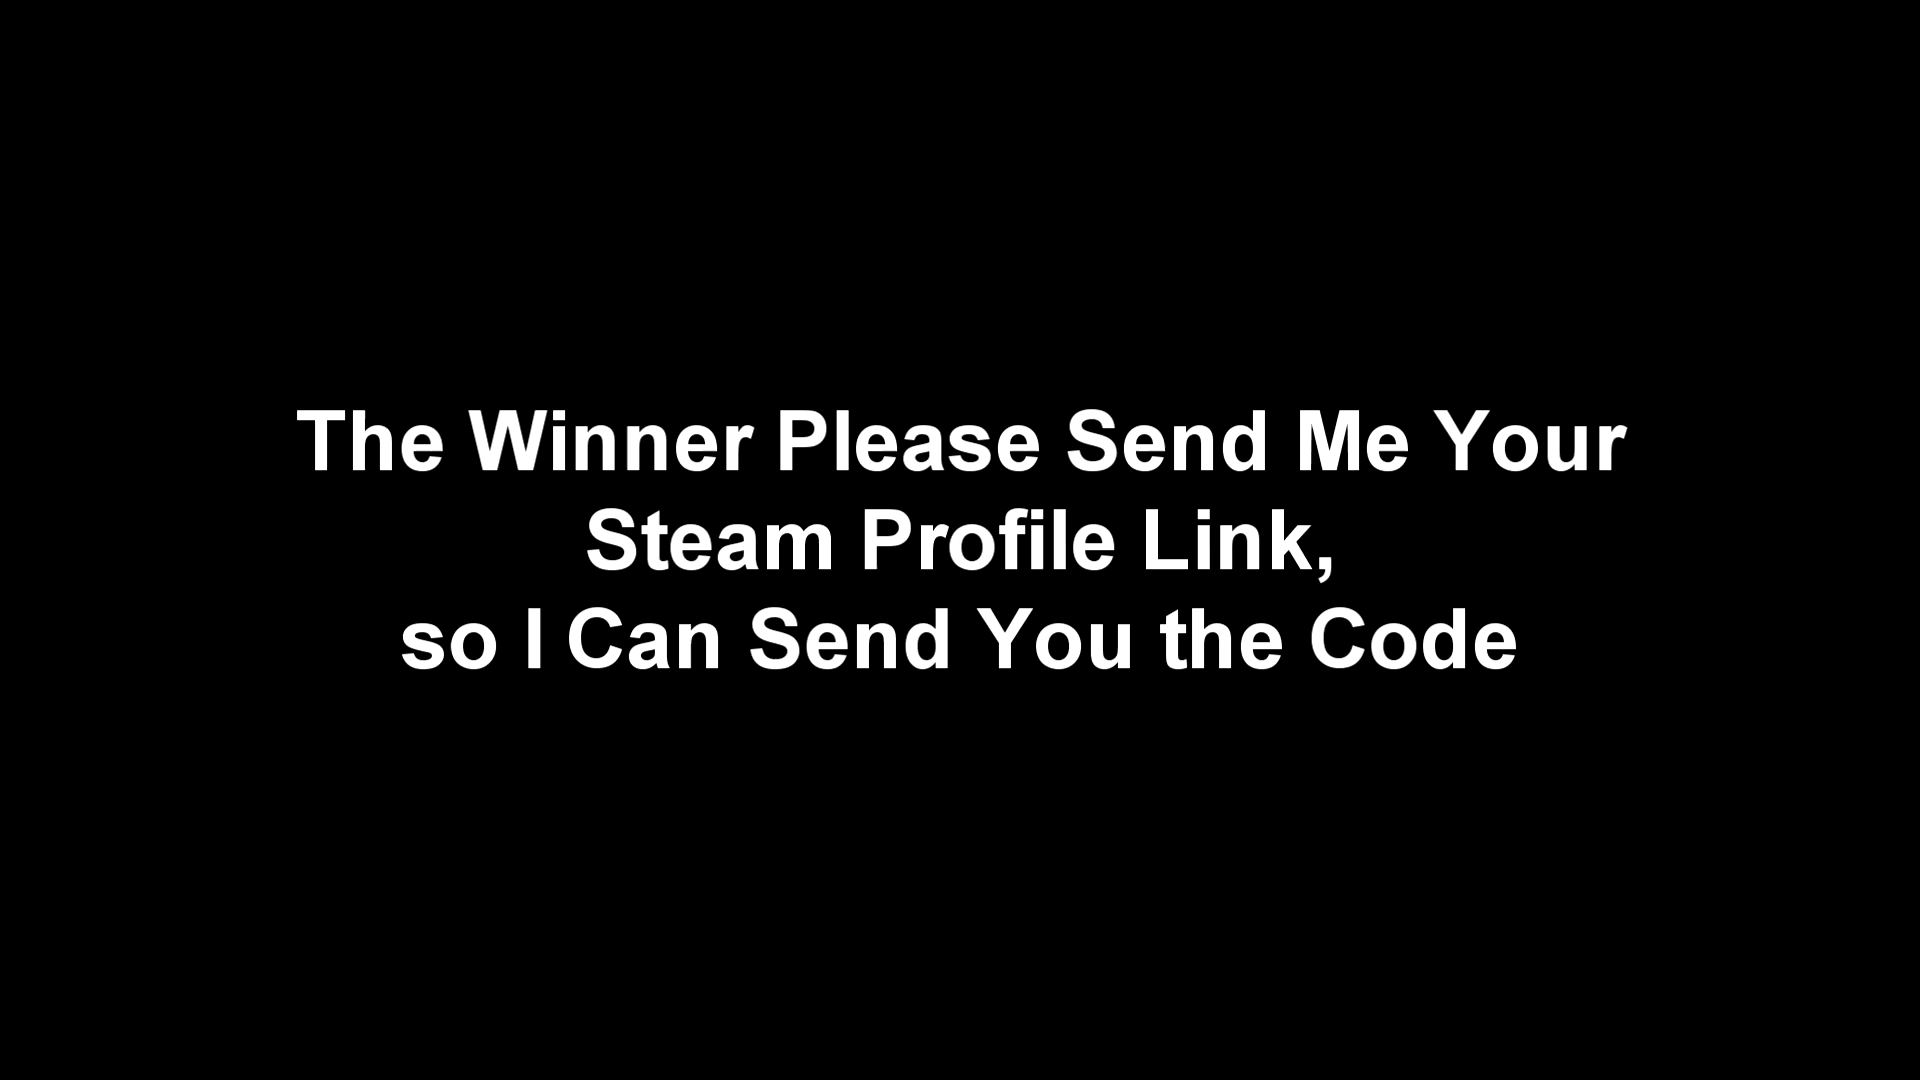 The Winner Please Send Me Your
Steam Profile Link,
so I Can Send You the Code